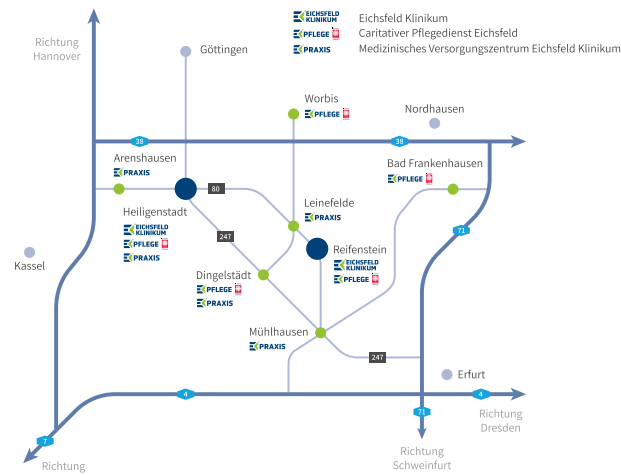 EICHSFELD
KLINIKUM
Eichsfeld Klinikum
PFLEGE
Caritativer Pflegedienst Eichsfeld
PRAXIS
Medizinisches Versorgungszentrum Eichsfeld Klinikum
Richtung
Hannover
Göttingen
Worbis
PFLEGE
Nordhausen
38
38
Arenshausen
PRAXIS
Bad Frankenhausen
PFLEGE
80
Heiligenstadt
EICHSFELD
KLINIKUM
PFLEGE
PRAXIS
Leinefelde
PRAXIS
247
71
Kassel
Reifenstein
EICHSFELD
KLINIKUM
PFLEGE
Dingelstädt
PFLEGE
PRAXIS
Mühlhausen
PRAXIS
247
Erfurt
4
4
71
Richtung
Dresden
7
Richtung
Richtung
Schweinfurt